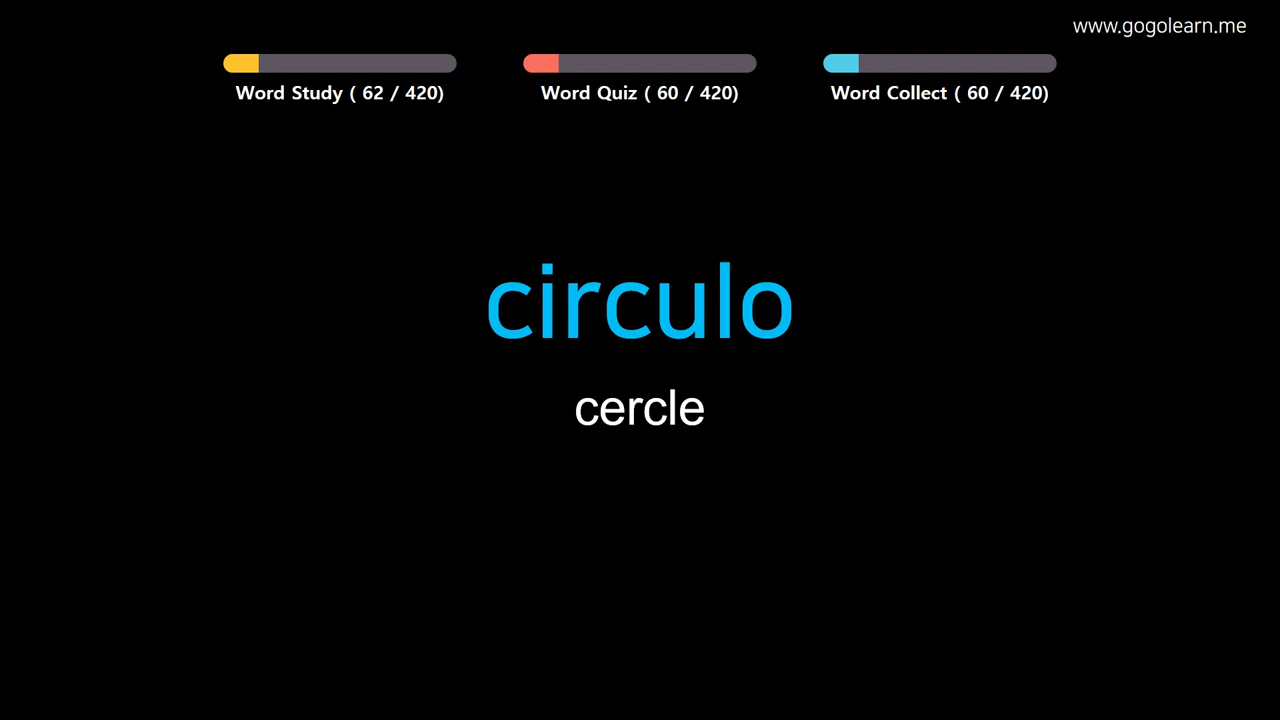 www.gogolearn.me
Word Study ( 62 / 420)
Word Quiz ( 60 / 420)
Word Collect ( 60 / 420)
circulo
cercle